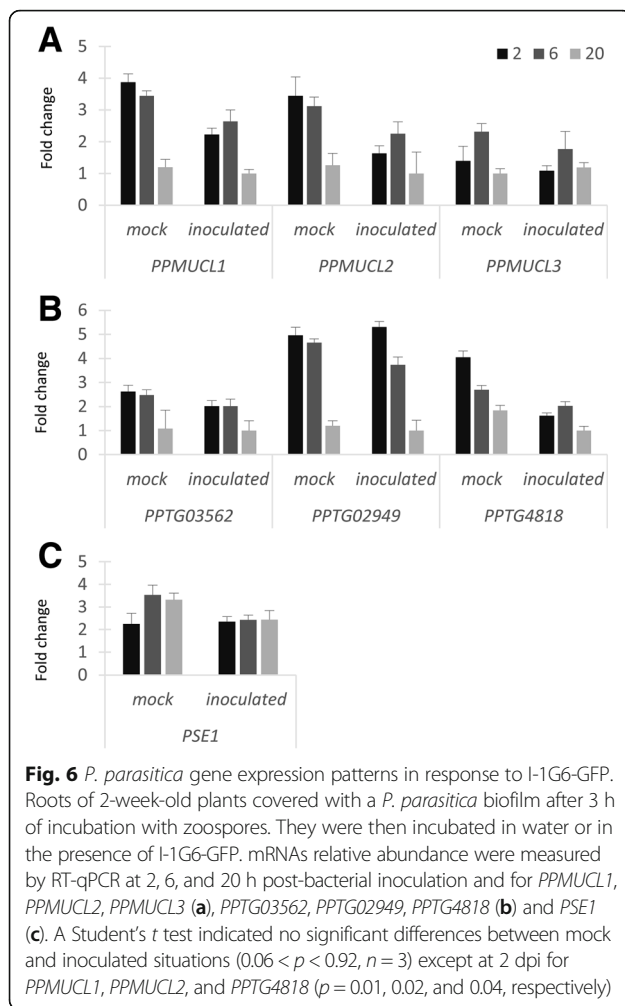 A
2 6 20
Fold change
5
4
3
2
1
0
mock inoculated mock inoculated mock inoculated
PPMUCL1 PPMUCL2 PPMUCL3
B
Fold change
6
5
4
3
2
1
0
mock inoculated mock inoculated mock inoculated
PPTG03562 PPTG02949 PPTG4818
C
Fold change
5
4
3
2
1
0
mock inoculated
PSE1
Fig. 6 P. parasitica gene expression patterns in response to I-1G6-GFP.
Roots of 2-week-old plants covered with a P. parasitica biofilm after 3 h
of incubation with zoospores. They were then incubated in water or in
the presence of I-1G6-GFP. mRNAs relative abundance were measured
by RT-qPCR at 2, 6, and 20 h post-bacterial inoculation and for PPMUCL1,
PPMUCL2, PPMUCL3 (a), PPTG03562, PPTG02949, PPTG4818 (b) and PSE1
(c). A Student's t test indicated no significant differences between mock
and inoculated situations (0.06 < p < 0.92, n = 3) except at 2 dpi for
PPMUCL1, PPMUCL2, and PPTG4818 (p = 0.01, 0.02, and 0.04, respectively)